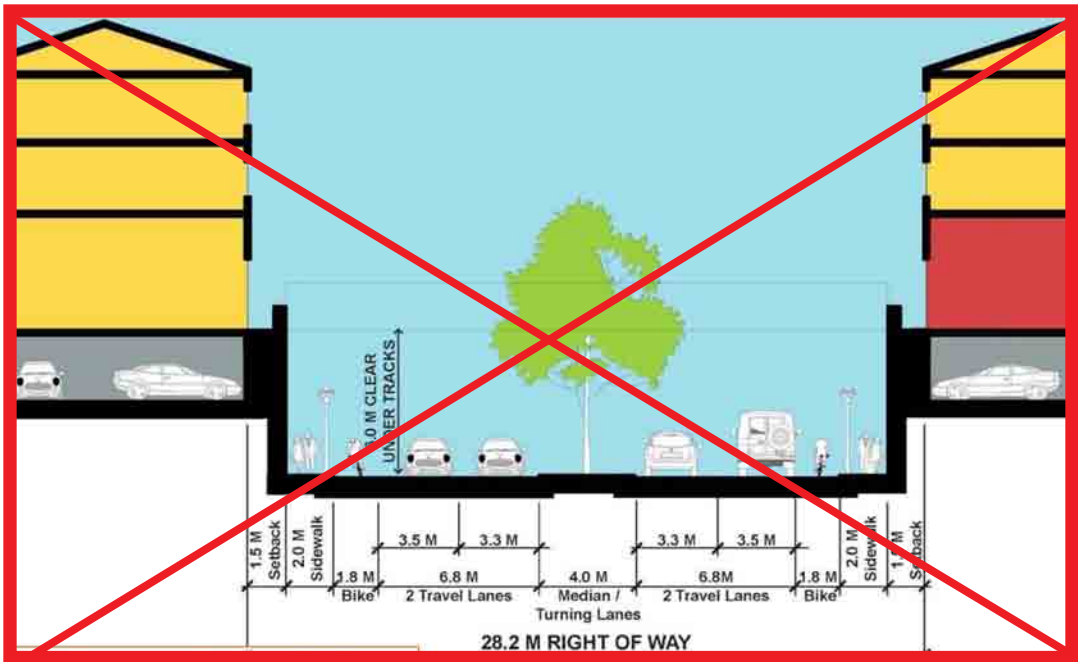 6.0 M CLEAR
UNDER TRACKS
1.5 M
Setback
2.0 M
Sidewalk
3.5 M
3.3 M
3.3 M
3.5 M
2.0 M
Sidewalk
Setback
1.8 M
Bike
6.8 M
2 Travel Lanes
4.0 M
Median /
Turning Lanes
6.8M
2 Travel Lanes
1.8 M
Bike
28.2 M RIGHT OF WAY